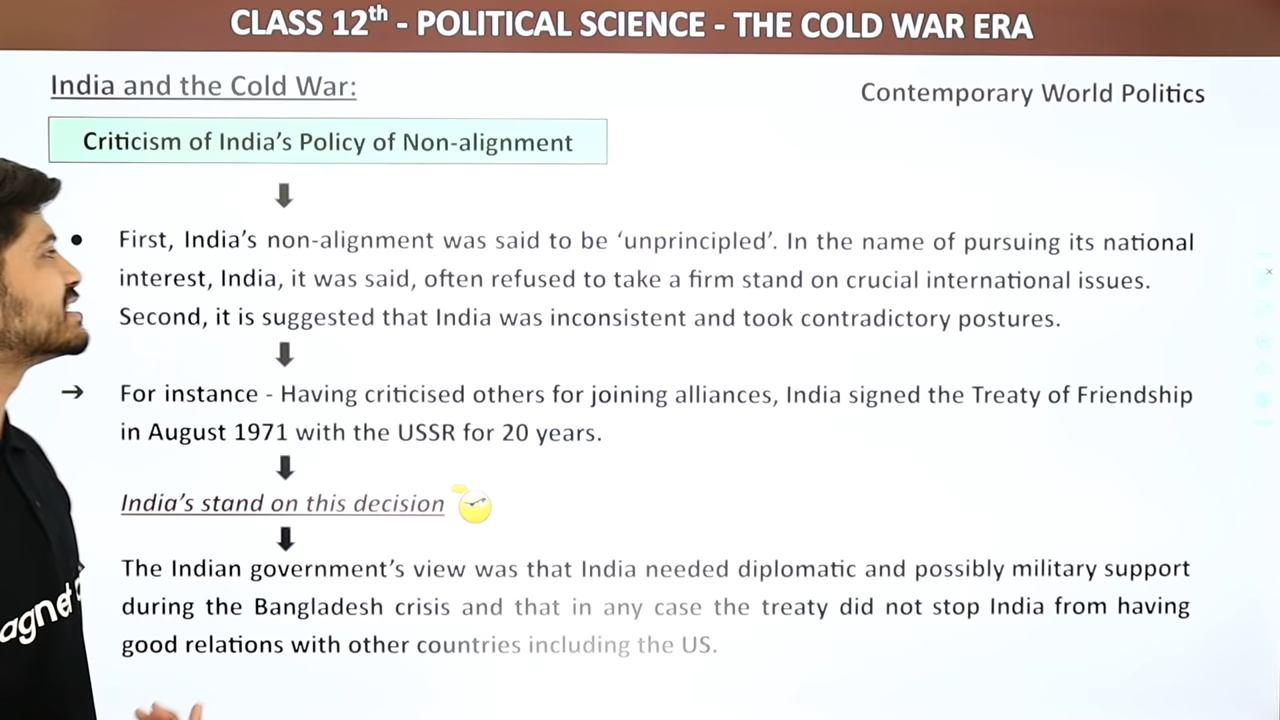 CLASS 12th - POLITICAL SCIENCE - THE COLD WAR ERA
India and the Cold War:
Contemporary World Politics
Criticism of India’s Policy of Non-alignment
First, India’s non-alignment was said to be ‘unprincipled’. In the name of pursuing its national
interest, India, it was said, often refused to take a firm stand on crucial international issues.
Second, it is suggested that India was inconsistent and took contradictory postures.
For instance - Having criticised others for joining alliances, India signed the Treaty of Friendship
in August 1971 with the USSR for 20 years.
India’s stand on this decision
The Indian government’s view was that India needed diplomatic and possibly military support
during the Bangladesh crisis and that in any case the treaty did not stop India from having
good relations with other countries including the US.